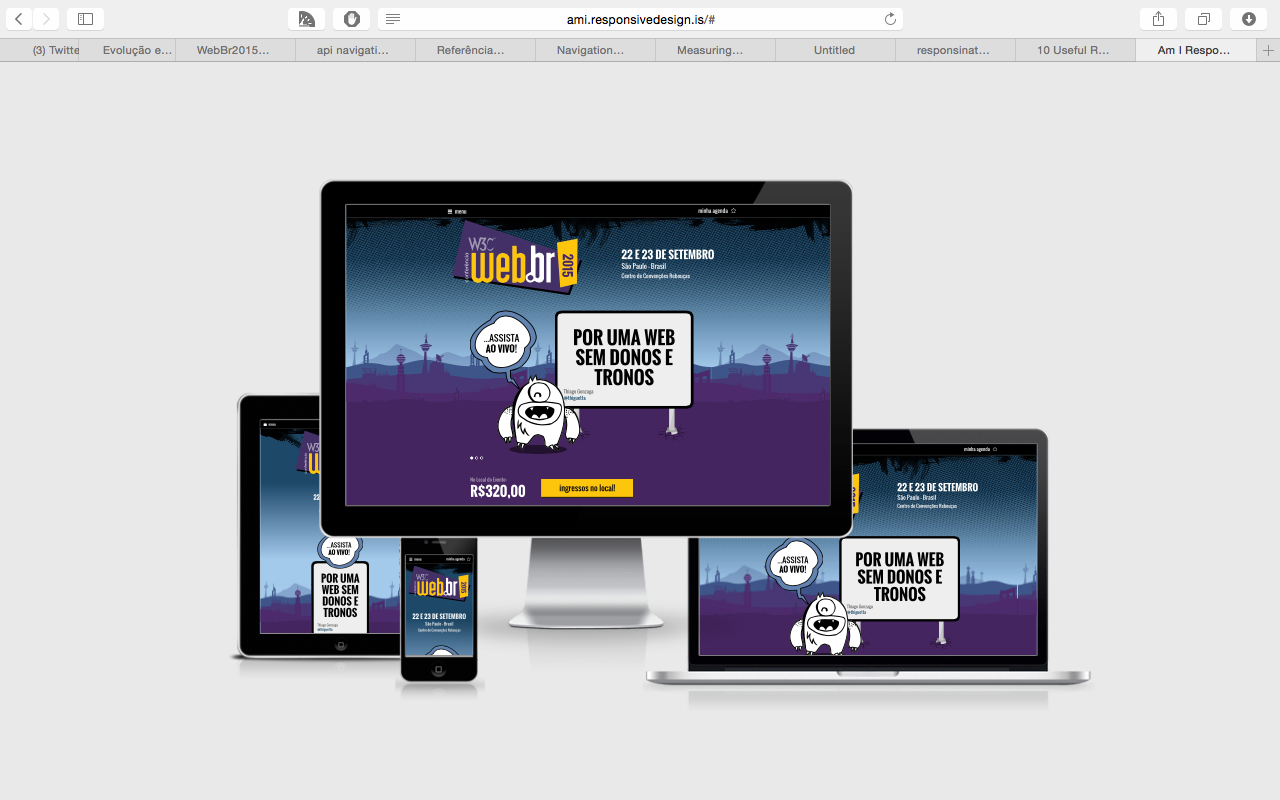 ami.responsivedesign.is/#
(3) Twitte
Evolução e...
WebBr2015...
api navigati...
Referência...
Navigation...
Measuring...
Untitled
responsinat...
10 Useful R...
Am I Respo...
menu
minha agenda
conferência
W3C
web.br
2015
22 E 23 DE SETEMBRO
São Paulo - Brasil
Centro de Convenções Rebouças
...ASSISTA
AO VIVO!
POR UMA WEB
SEM DONOS E
TRONOS
Thiago Gonzaga
@thiguetta
No Local do Evento:
R$320,00
ingressos no local!
menu
W3C
22
...ASSISTA
AO VIVO!
POR UMA
WEB SEM
DONOS E
TRONOS
Thiago Gonzaga
@thiguetta
menu
minha agenda
W3C
web.br
2015
22 E 23 DE SETEMBRO
São Paulo - Brasil
Centro de Convenções Rebouças
minha agenda
22 E 23 DE SETEMBRO
São Paulo - Brasil
Centro de Convenções Rebouças
...ASSISTA
AO VIVO!
POR UMA WEB
SEM DONOS E
TRONOS
Thiago Gonzaga
@thiguetta